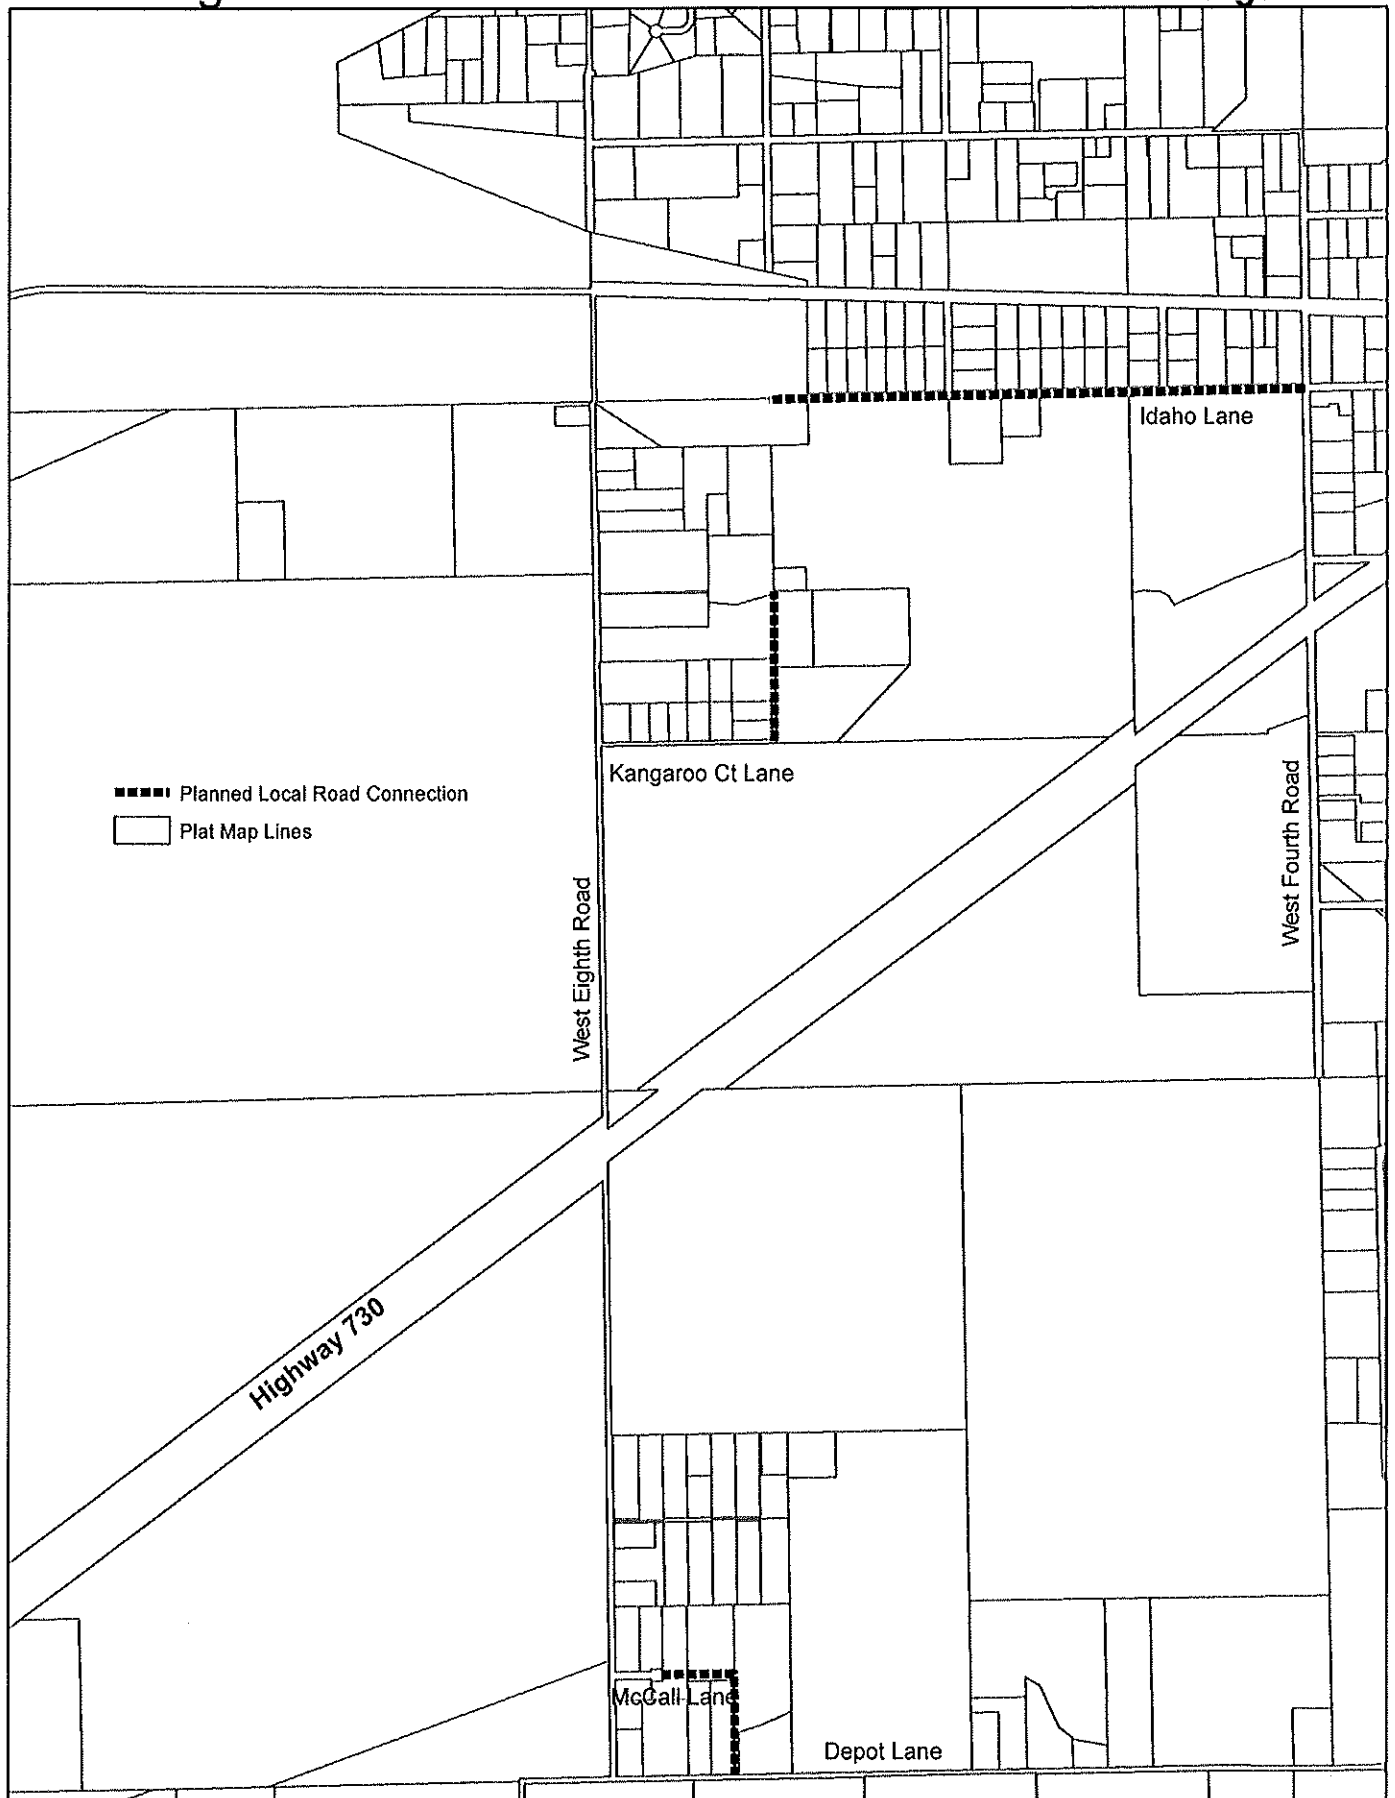 Idaho Lane
Kangaroo Ct Lane
Planned Local Road Connection
Plat Map Lines
West Eighth Road
West Fourth Road
Highway 730
McCall Lane
Depot Lane